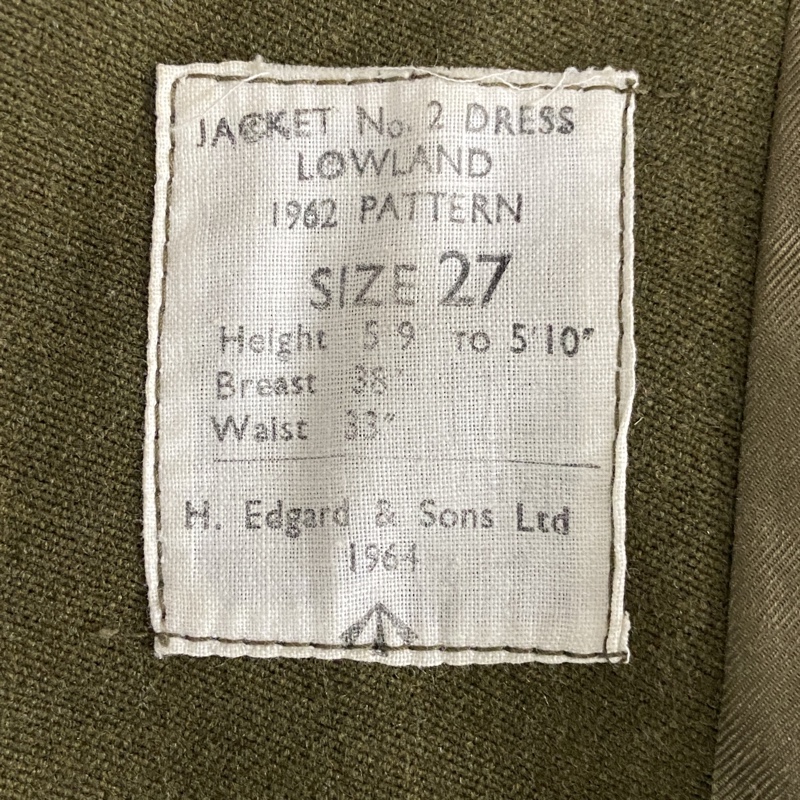 JACKET No. 2 DRESS
LOWLAND
1962 PATTERN
SIZE 27
Height 5 9 TO 5'10"
Breast 38"
Waist 33"
H. Edgard & Sons Ltd
1964